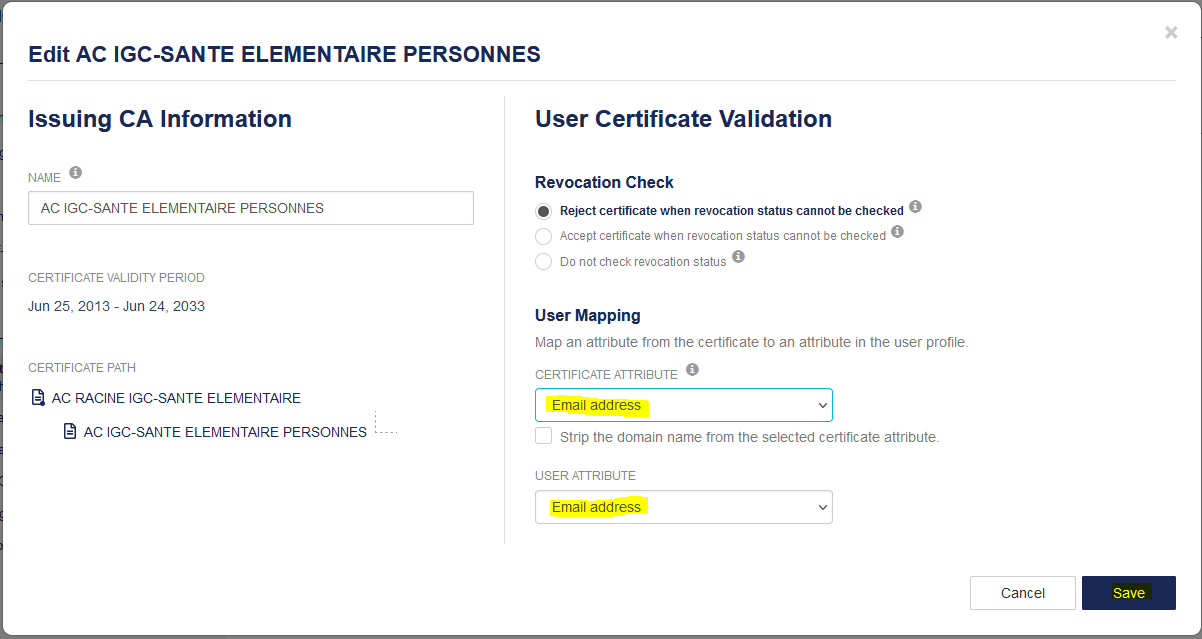 Edit AC IGC-SANTE ELEMENTAIRE PERSONNES
Issuing CA Information
NAME
AC IGC-SANTE ELEMENTAIRE PERSONNES
CERTIFICATE VALIDITY PERIOD
Jun 25, 2013 - Jun 24, 2033
CERTIFICATE PATH
AC RACINE IGC-SANTE ELEMENTAIRE
AC IGC-SANTE ELEMENTAIRE PERSONNES
User Certificate Validation
Revocation Check
Reject certificate when revocation status cannot be checked
Accept certificate when revocation status cannot be checked
Do not check revocation status
User Mapping
Map an attribute from the certificate to an attribute in the user profile.
CERTIFICATE ATTRIBUTE
Email address
Strip the domain name from the selected certificate attribute.
USER ATTRIBUTE
Email address
Cancel
Save